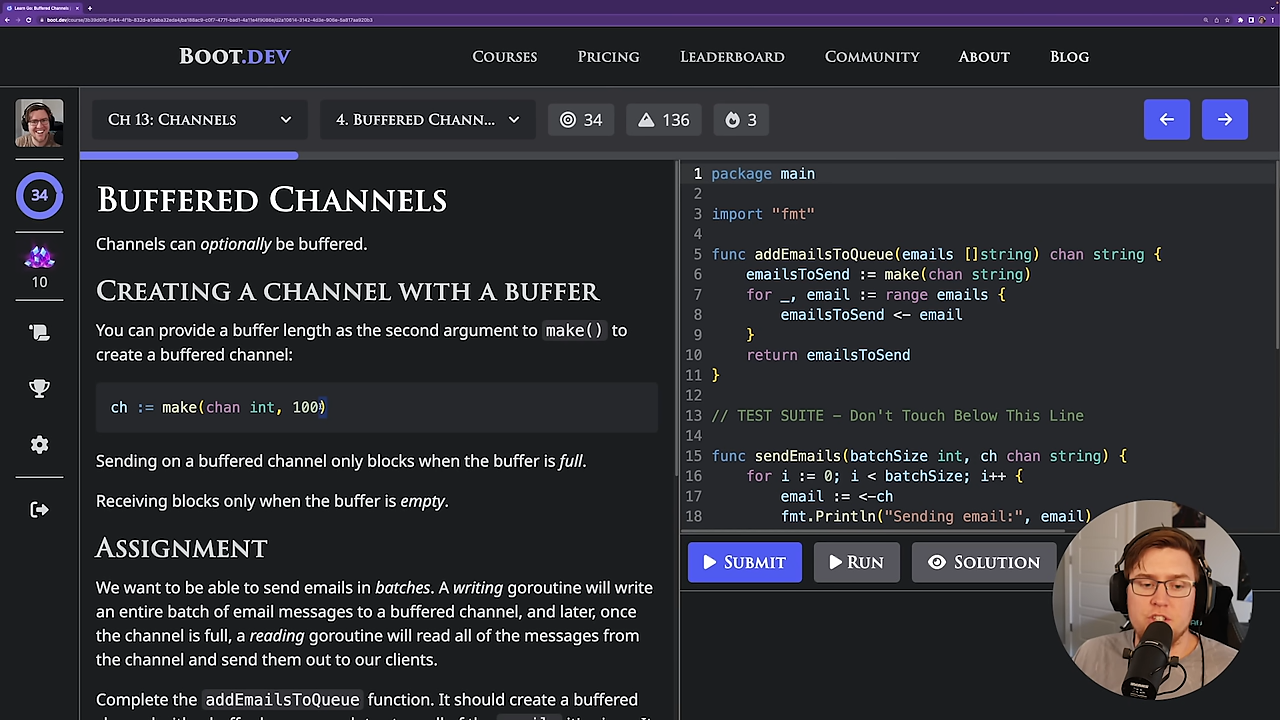 Learn Go: Buffered Channels
BOOT.DEV
COURSES
PRICING
LEADERBOARD
COMMUNITY
ABOUT
BLOG
CH 13: CHANNELS
4. BUFFERED CHANN...
34
136
3
34
10
BUFFERED CHANNELS
Channels can optionally be buffered.
CREATING A CHANNEL WITH A BUFFER
You can provide a buffer length as the second argument to make() to
create a buffered channel:
ch := make(chan int, 100)
Sending on a buffered channel only blocks when the buffer is full.
Receiving blocks only when the buffer is empty.
ASSIGNMENT
We want to be able to send emails in batches. A writing goroutine will write
an entire batch of email messages to a buffered channel, and later, once
the channel is full, a reading goroutine will read all of the messages from
the channel and send them out to our clients.
Complete the addEmailsToQueue function. It should create a buffered
1 package main
2
3 import "fmt"
4
5 func addEmailsToQueue(emails []string) chan string {
6 emailsToSend := make(chan string)
7 for _, email := range emails {
8 emailsToSend <- email
9 }
10 return emailsToSend
11 }
12
13 // TEST SUITE – Don't Touch Below This Line
14
15 func sendEmails(batchSize int, ch chan string) {
16 for i := 0; i < batchSize; i++ {
17 email := <-ch
18 fmt.Println("Sending email:", email)
SUBMIT
RUN
SOLUTION